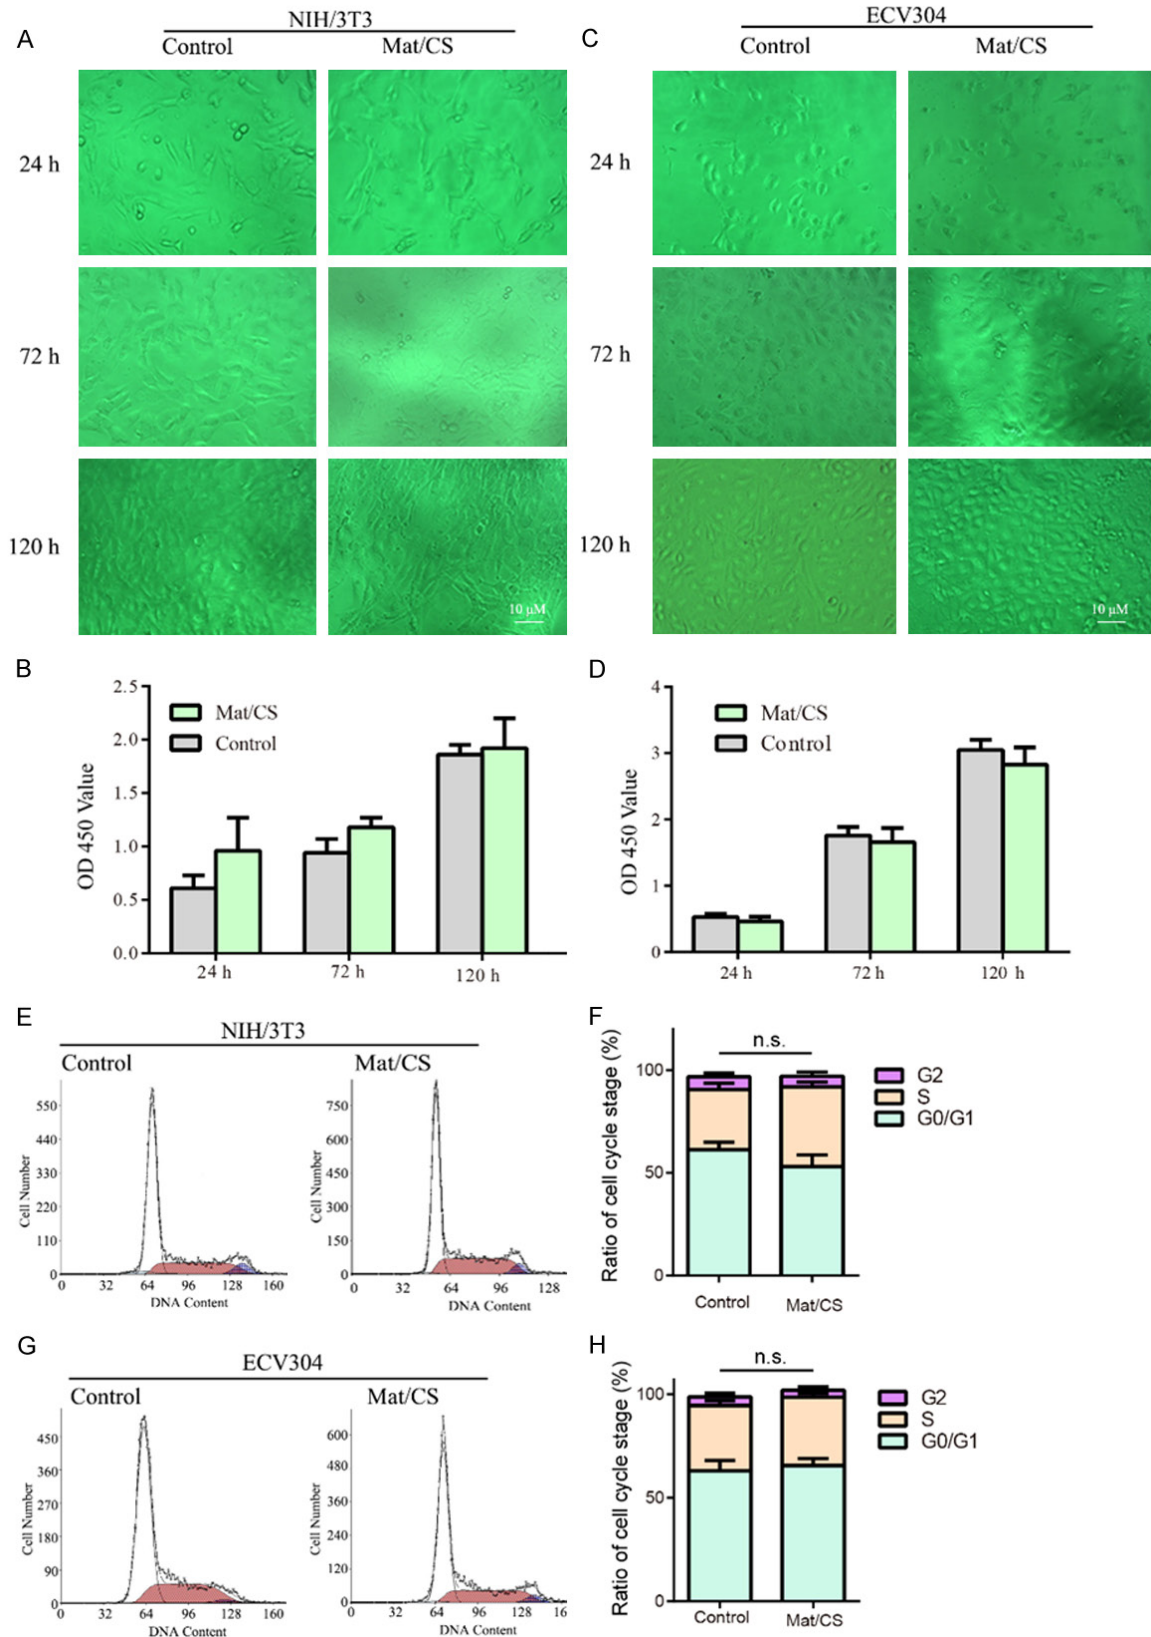 A
NIH/3T3
Control Mat/CS
24 h
72 h
120 h
10 μM
C
ECV304
Control Mat/CS
24 h
72 h
120 h
10 μM
B
OD 450 Value
2.5
2.0
1.5
1.0
0.5
0.0
Mat/CS
Control
24 h 72 h 120 h
D
OD 450 Value
4
3
2
1
0
Mat/CS
Control
24 h 72 h 120 h
E
NIH/3T3
Control Mat/CS
Cell Number
550
440
330
220
110
0
0 32 64 96 128 160
DNA Content
Cell Number
750
600
450
300
150
0
0 32 64 96 128
DNA Content
F
Ratio of cell cycle stage (%)
100
50
0
n.s.
G2
S
G0/G1
Control Mat/CS
G
ECV304
Control Mat/CS
Cell Number
450
360
270
180
90
0
0 32 64 96 128 160
DNA Content
Cell Number
600
480
360
240
120
0
0 32 64 96 128 16
DNA Content
H
Ratio of cell cycle stage (%)
100
50
0
n.s.
G2
S
G0/G1
Control Mat/CS